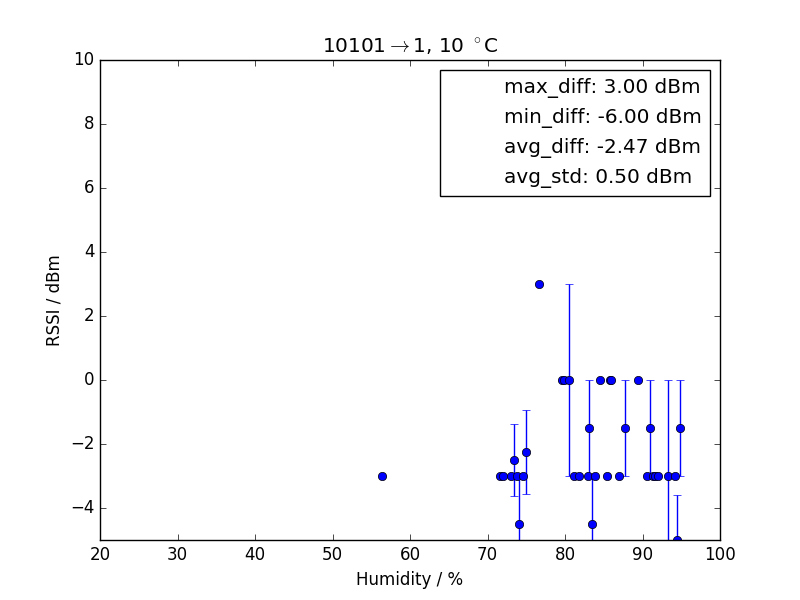 10101→1, 10 °C
max_diff: 3.00 dBm
min_diff: -6.00 dBm
avg_diff: -2.47 dBm
avg_std: 0.50 dBm
RSSI / dBm
10
8
6
4
2
0
−2
−4
20 30 40 50 60 70 80 90 100
Humidity / %